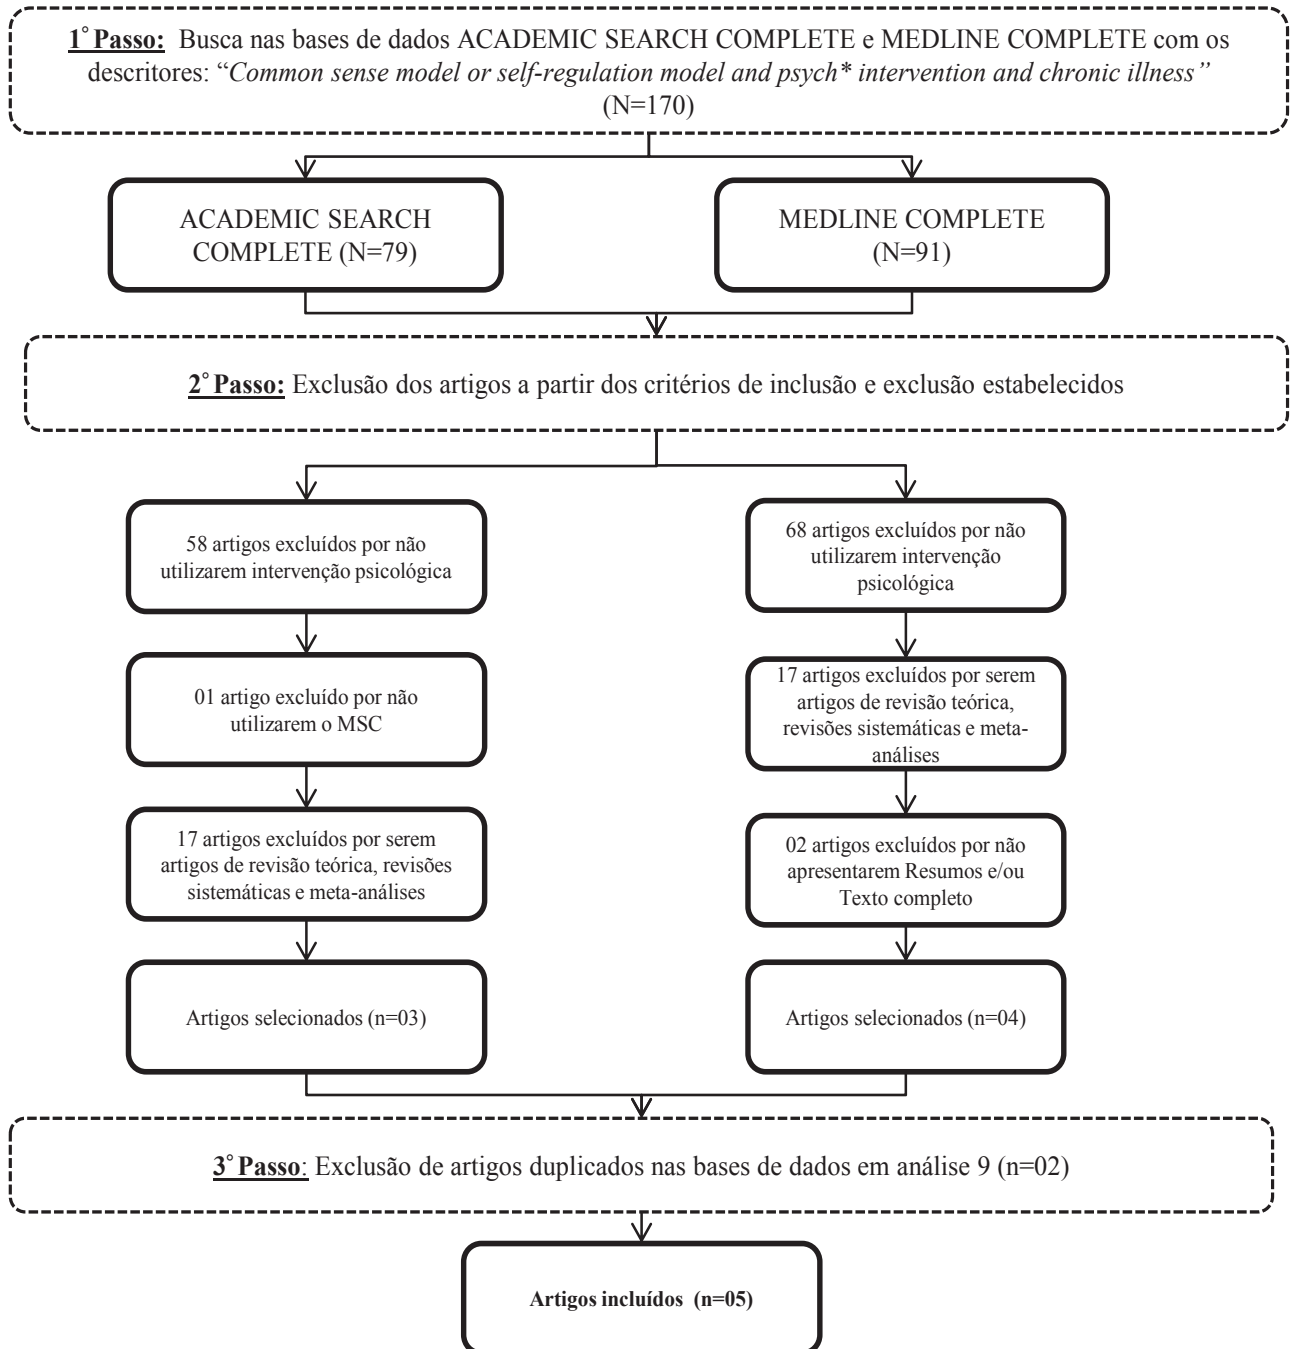 1° Passo: Busca nas bases de dados ACADEMIC SEARCH COMPLETE e MEDLINE COMPLETE com os
descritores: “Common sense model or self-regulation model and psych* intervention and chronic illness”
(N=170)
ACADEMIC SEARCH
COMPLETE (N=79)
MEDLINE COMPLETE
(N=91)
2° Passo: Exclusão dos artigos a partir dos critérios de inclusão e exclusão estabelecidos
58 artigos excluídos por não
utilizarem intervenção psicológica
68 artigos excluídos por não
utilizarem intervenção
psicológica
01 artigo excluído por não
utilizarem o MSC
17 artigos excluídos por serem
artigos de revisão teórica,
revisões sistemáticas e meta-
análises
17 artigos excluídos por serem
artigos de revisão teórica, revisões
sistemáticas e meta-análises
02 artigos excluídos por não
apresentarem Resumos e/ou
Texto completo
Artigos selecionados (n=03)
Artigos selecionados (n=04)
3° Passo: Exclusão de artigos duplicados nas bases de dados em análise 9 (n=02)
Artigos incluídos (n=05)